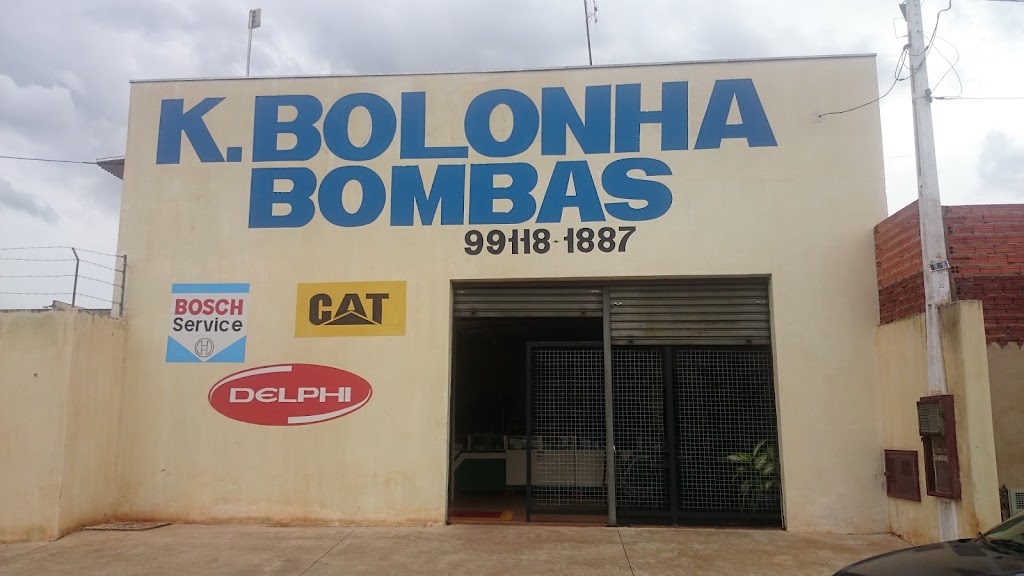 K. BOLONHA
BOMBAS
99118-1887
BOSCH
Service
CAT
DELPHI